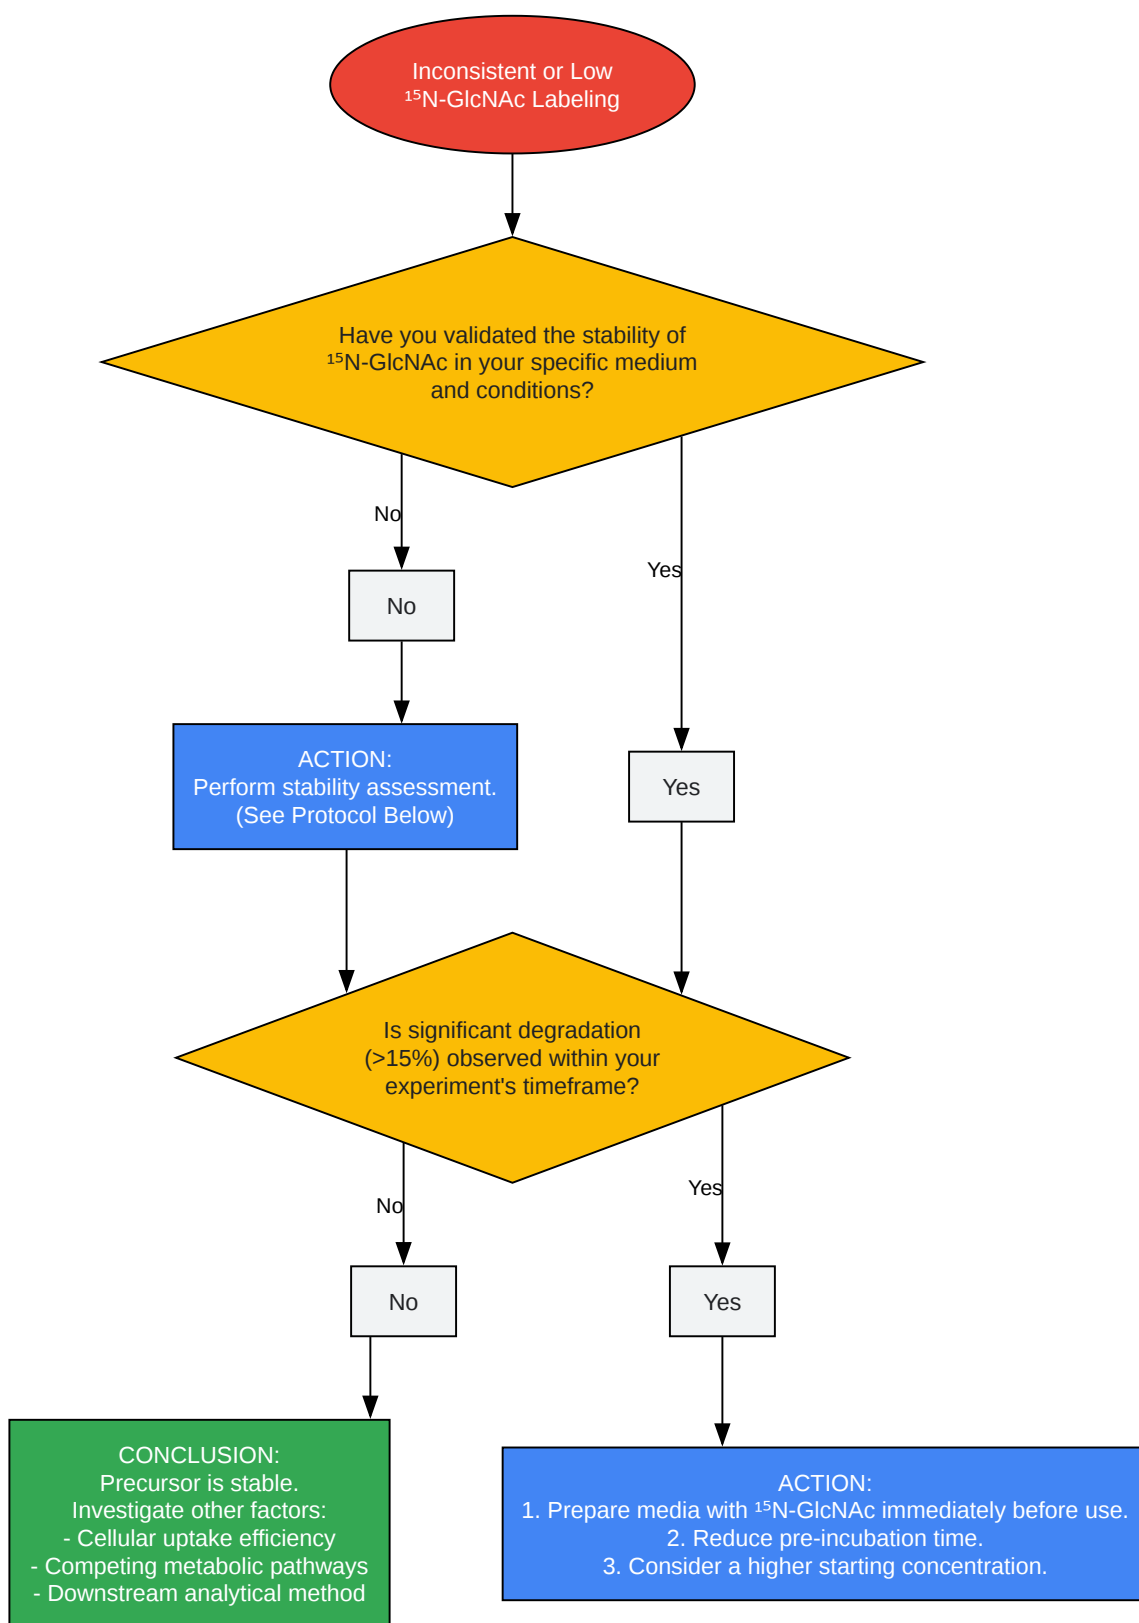 Inconsistent or Low
¹⁵N-GlcNAc Labeling
Have you validated the stability of
¹⁵N-GlcNAc in your specific medium
and conditions?
No
Yes
No
ACTION:
Perform stability assessment.
(See Protocol Below)
Yes
Is significant degradation
(>15%) observed within your
experiment's timeframe?
No
Yes
No
Yes
CONCLUSION:
Precursor is stable.
Investigate other factors:
- Cellular uptake efficiency
- Competing metabolic pathways
- Downstream analytical method
ACTION:
1. Prepare media with ¹⁵N-GlcNAc immediately before use.
2. Reduce pre-incubation time.
3. Consider a higher starting concentration.